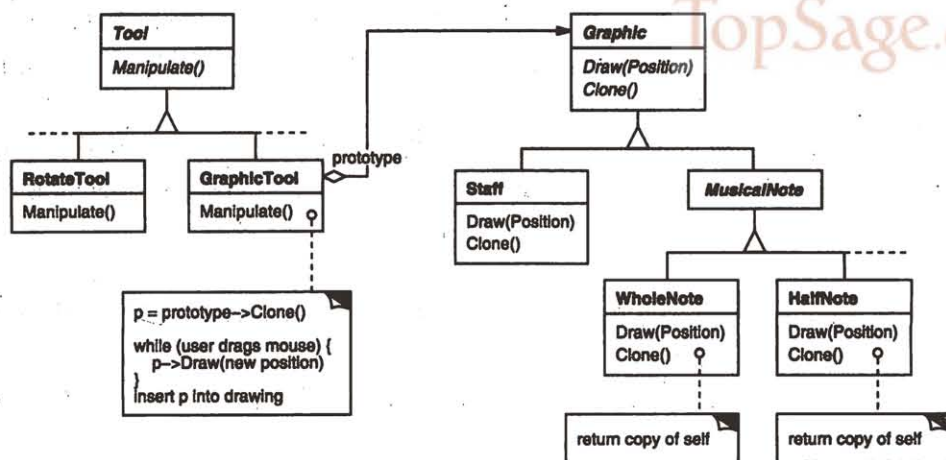 TopSage.
Tool
Manipulate()
Graphic
Draw(Position)
Clone()
prototype
RotateTool
Manipulate()
GraphicTool
Manipulate()
Staff
Draw(Position)
Clone()
MusicalNote
p = prototype->Clone()
while (user drags mouse) {
p->Draw(new position)
}
insert p into drawing
WholeNote
Draw(Position)
Clone()
HalfNote
Draw(Position)
Clone()
return copy of self
return copy of self